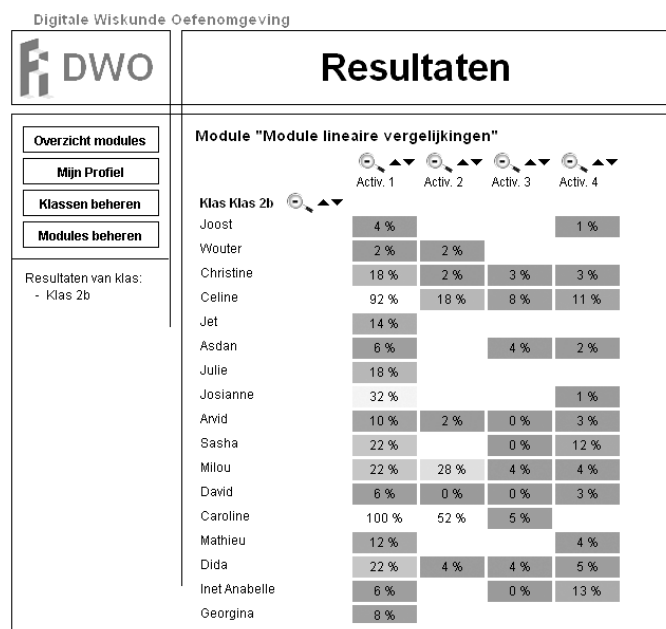 Digitale Wiskunde Oefenomgeving
Fi DWO
Resultaten
Overzicht modules
Mijn Profiel
Klassen beheren
Modules beheren
Resultaten van klas:
- Klas 2b
Module "Module lineaire vergelijkingen"
Activ. 1 Activ. 2 Activ. 3 Activ. 4
Klas Klas 2b
Joost 4 % 1 %
Wouter 2 % 2 %
Christine 18 % 2 % 3 % 3 %
Celine 92 % 18 % 8 % 11 %
Jet 14 %
Asdan 6 % 4 % 2 %
Julie 18 %
Josianne 32 % 1 %
Arvid 10 % 2 % 0 % 3 %
Sasha 22 % 0 % 12 %
Milou 22 % 28 % 4 % 4 %
David 6 % 0 % 0 % 3 %
Caroline 100 % 52 % 5 %
Mathieu 12 % 4 %
Dida 22 % 4 % 4 % 5 %
Inet Anabelle 6 % 0 % 13 %
Georgina 8 %